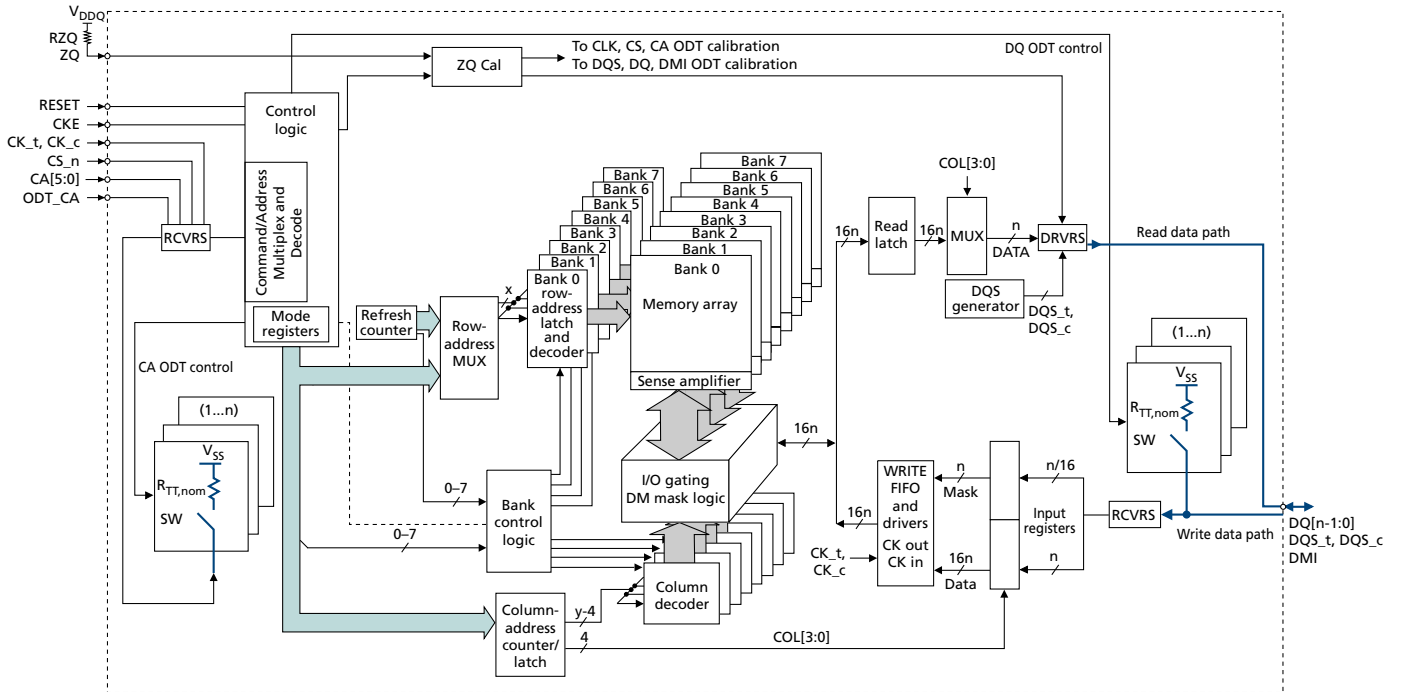 V_DDQ
RZQ
ZQ
RESET
CKE
CK_t, CK_c
CS_n
CA[5:0]
ODT_CA
RCVRS
Control
logic
Command/Address
Multiplex and
Decode
Mode
registers
CA ODT control
(1...n)
V_SS
R_TT,nom
SW
ZQ Cal
To CLK, CS, CA ODT calibration
To DQS, DQ, DMI ODT calibration
DQ ODT control
Refresh
counter
Row-
address
MUX
x
Bank 7
Bank 6
Bank 5
Bank 4
Bank 3
Bank 2
Bank 1
Bank 0
row-
address
latch
and
decoder
Bank 7
Bank 6
Bank 5
Bank 4
Bank 3
Bank 2
Bank 1
Bank 0
Memory array
Sense amplifier
I/O gating
DM mask logic
16n
0–7
0–7
Bank
control
logic
Column
decoder
Column-
address
counter/
latch
y-4
4
COL[3:0]
16n
Read
latch
16n
COL[3:0]
MUX
n
DATA
DRVRS
DQS
generator
DQS_t,
DQS_c
Read data path
(1...n)
V_SS
R_TT,nom
SW
16n
WRITE
FIFO
and
drivers
CK out
CK in
CK_t,
CK_c
n
Mask
16n
Data
n/16
Input
registers
n
RCVRS
Write data path
DQ[n-1:0]
DQS_t, DQS_c
DMI